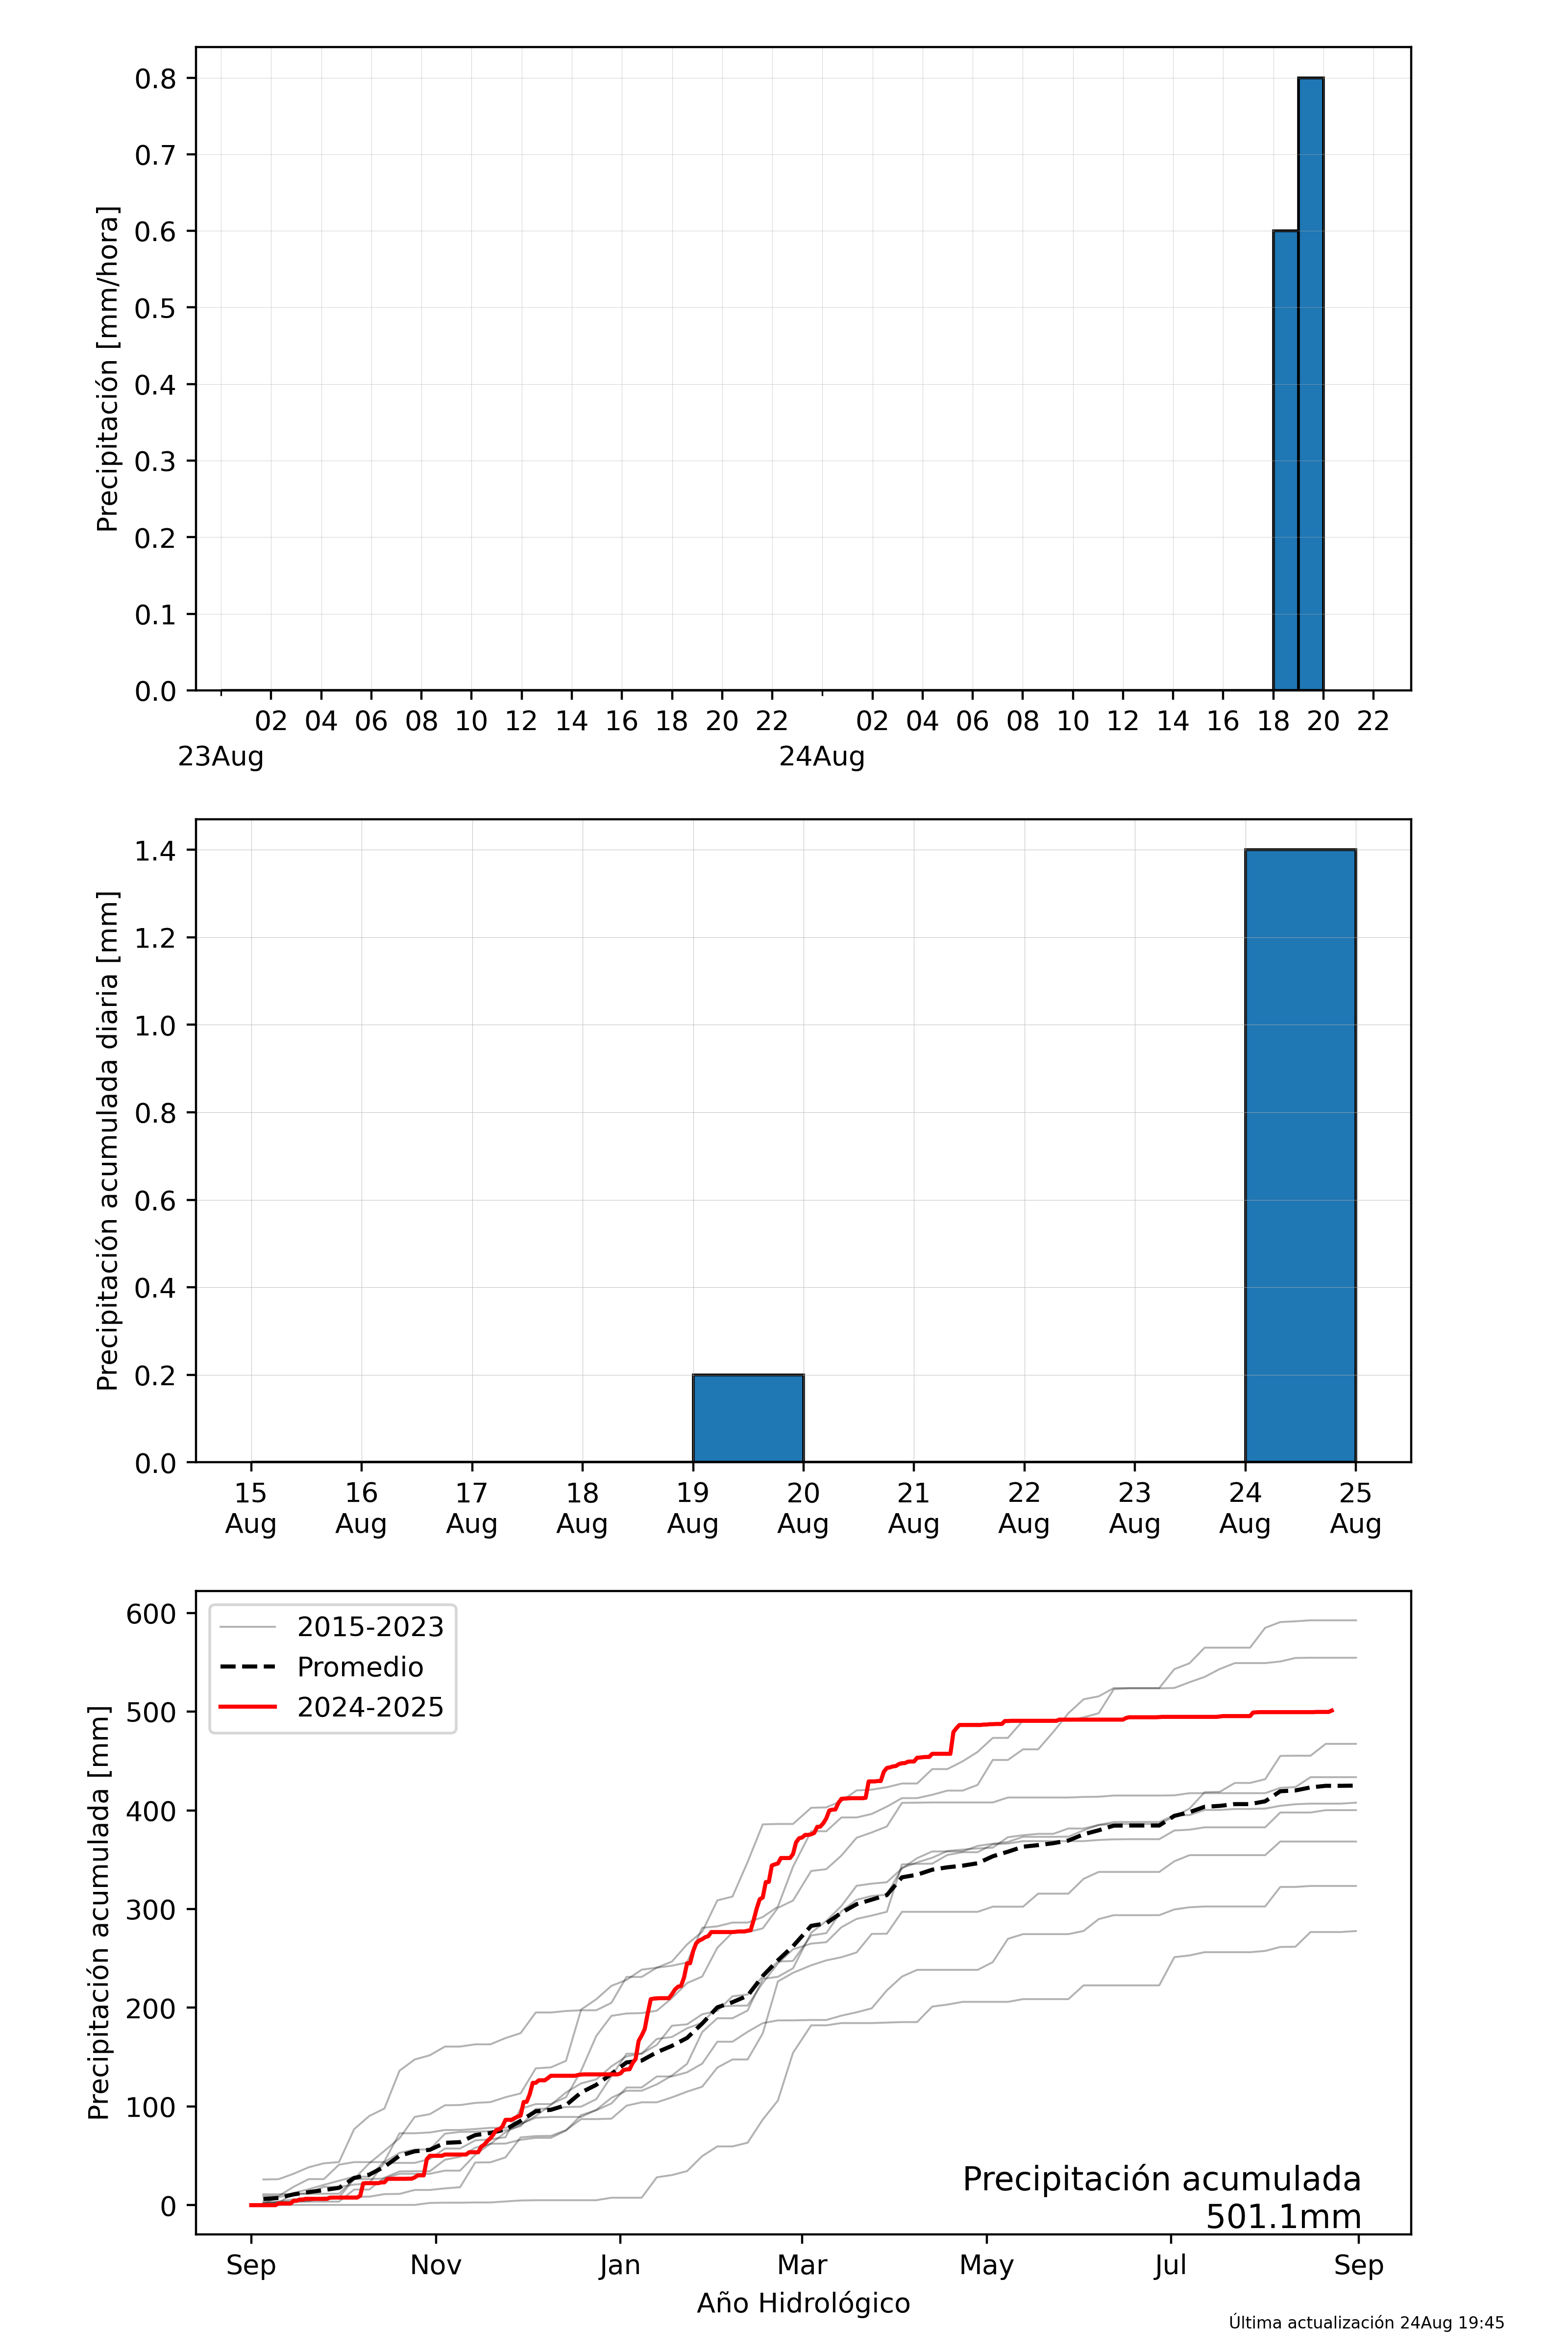 0.8
0.7
0.6
0.5
0.4
0.3
0.2
0.1
0.0
Precipitación [mm/hora]
02 04 06 08 10 12 14 16 18 20 22 02 04 06 08 10 12 14 16 18 20 22
23Aug 24Aug
1.4
1.2
1.0
0.8
0.6
0.4
0.2
0.0
Precipitación acumulada diaria [mm]
15 16 17 18 19 20 21 22 23 24 25
Aug Aug Aug Aug Aug Aug Aug Aug Aug Aug Aug
600
500
400
300
200
100
0
Precipitación acumulada [mm]
2015-2023
Promedio
2024-2025
Precipitación acumulada
501.1mm
Sep Nov Jan Mar May Jul Sep
Año Hidrológico
Última actualización 24Aug 19:45